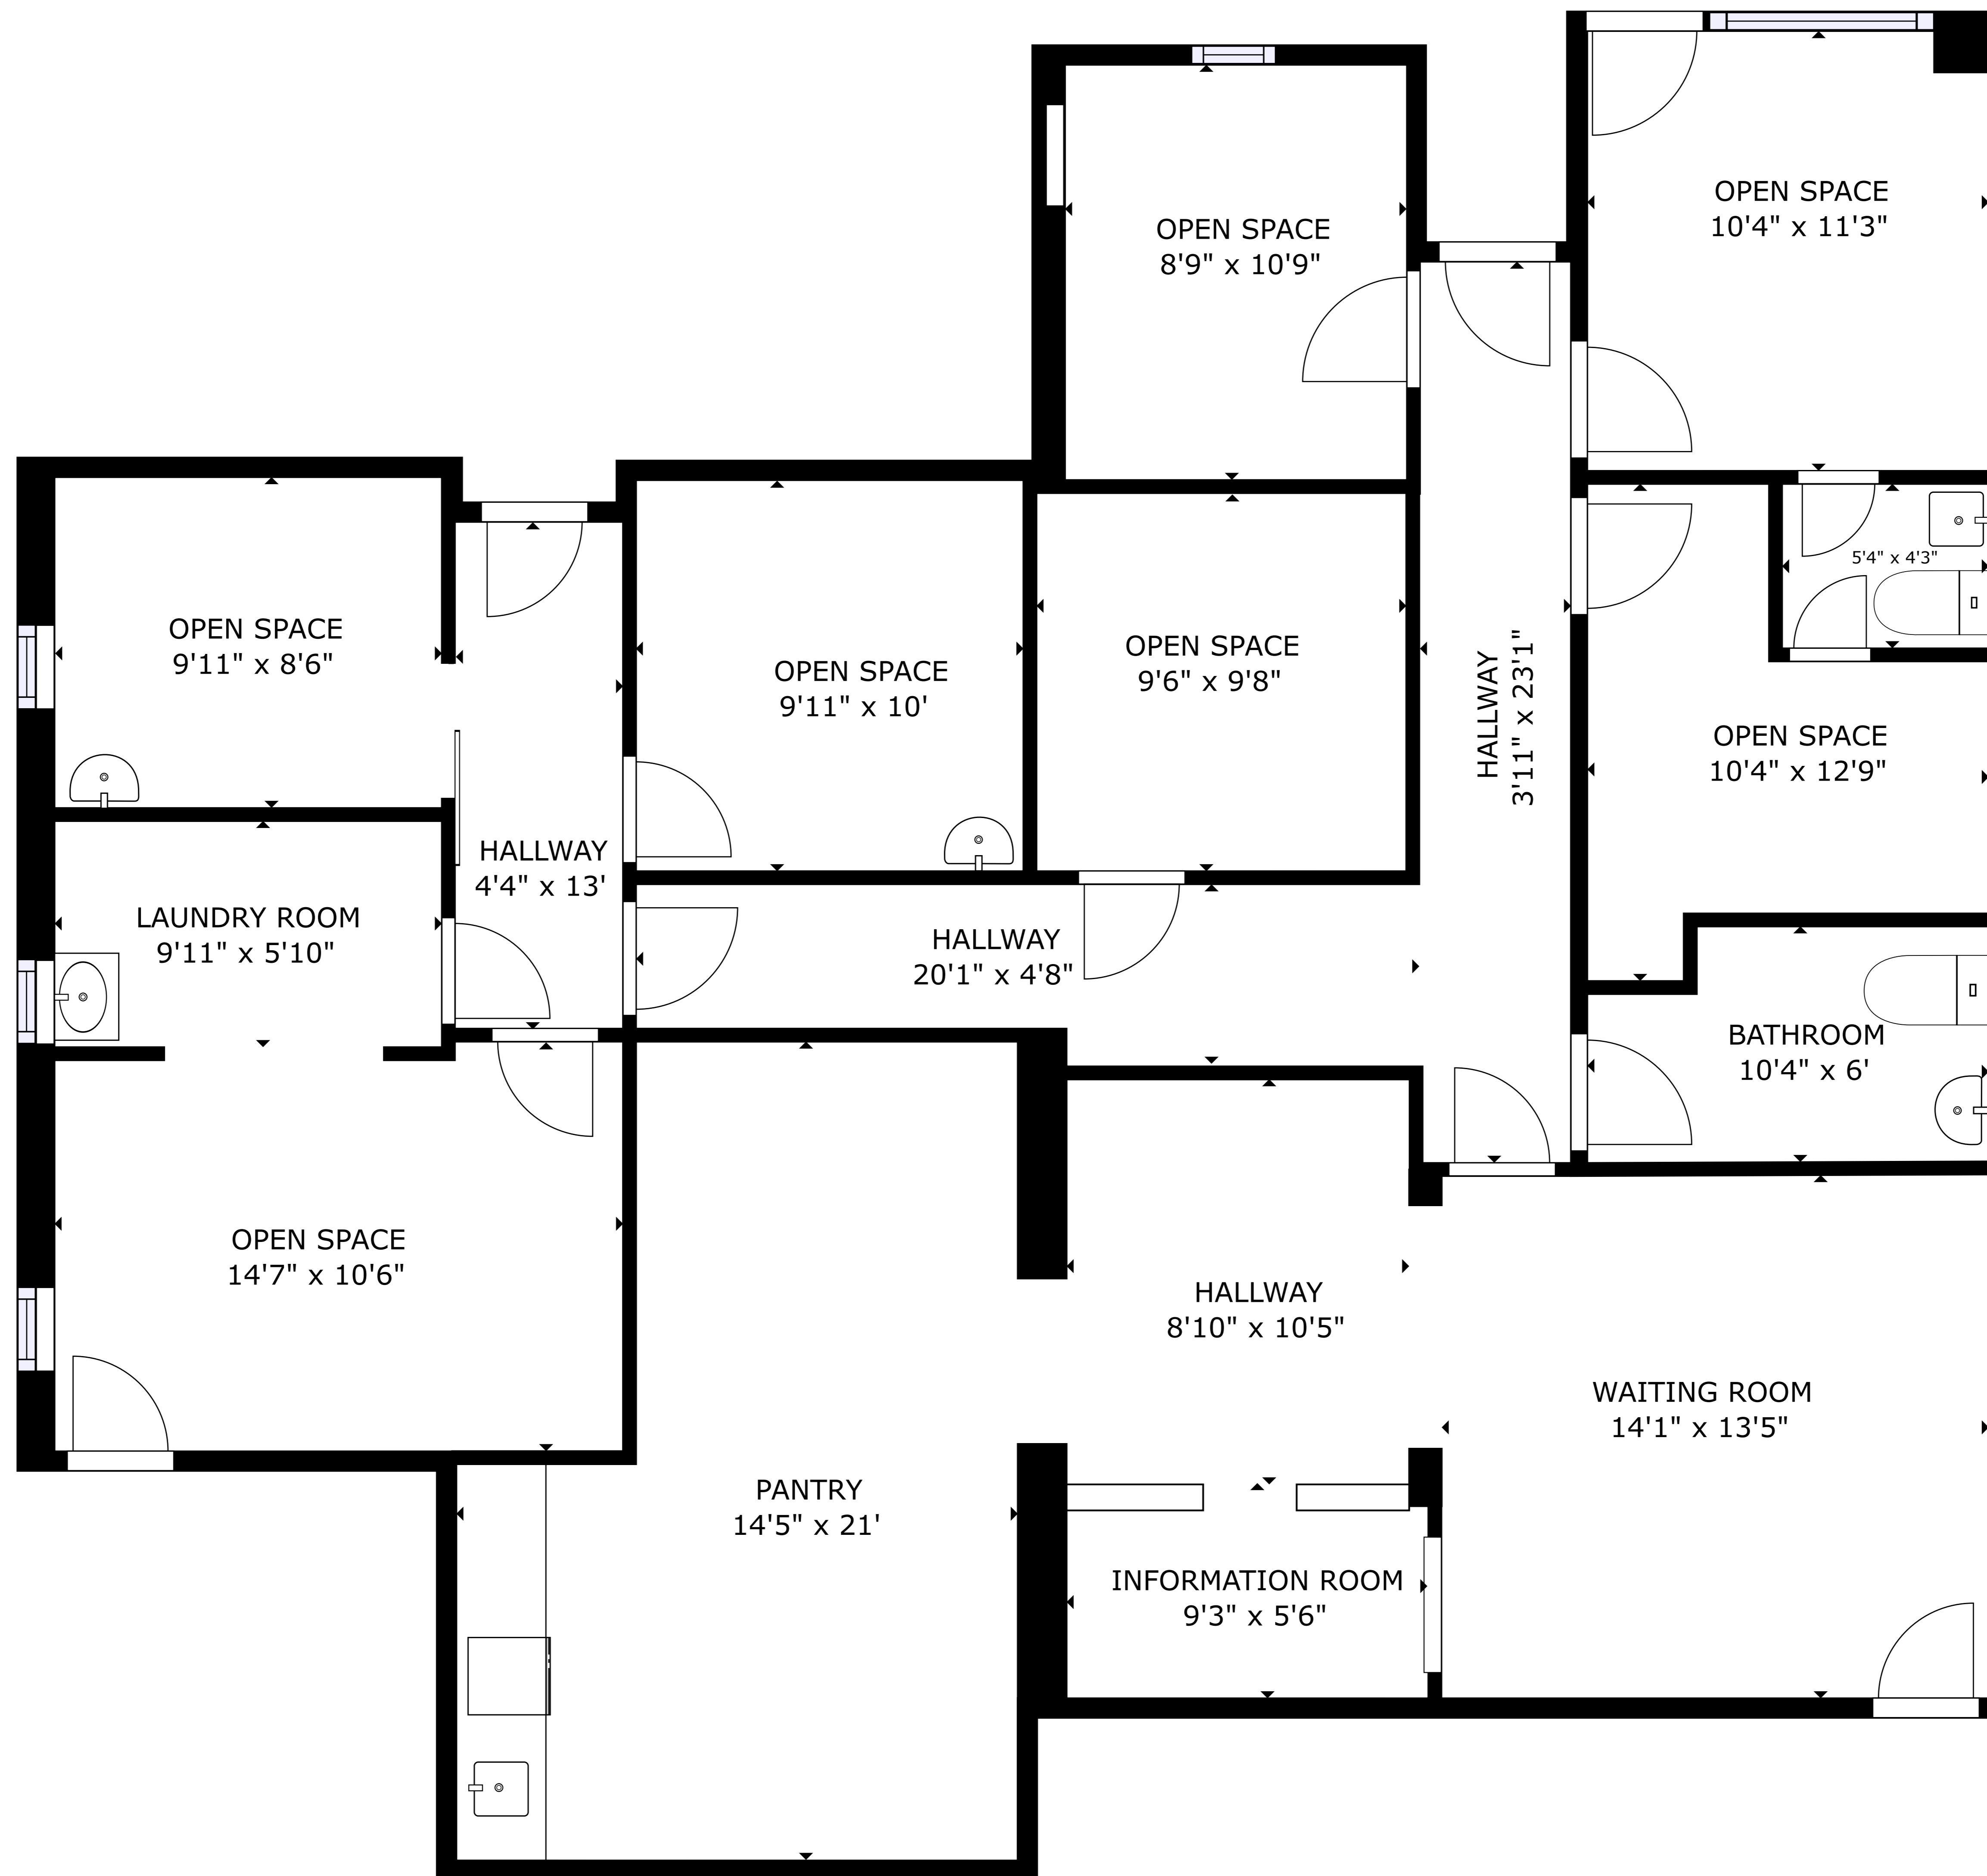 OPEN SPACE
10'4" x 11'3"
OPEN SPACE
8'9" x 10'9"
5'4" x 4'3"
OPEN SPACE
9'11" x 8'6"
OPEN SPACE
9'11" x 10'
OPEN SPACE
9'6" x 9'8"
HALLWAY
3'11" x 23'1"
OPEN SPACE
10'4" x 12'9"
HALLWAY
4'4" x 13'
LAUNDRY ROOM
9'11" x 5'10"
HALLWAY
20'1" x 4'8"
BATHROOM
10'4" x 6'
OPEN SPACE
14'7" x 10'6"
HALLWAY
8'10" x 10'5"
WAITING ROOM
14'1" x 13'5"
PANTRY
14'5" x 21'
INFORMATION ROOM
9'3" x 5'6"